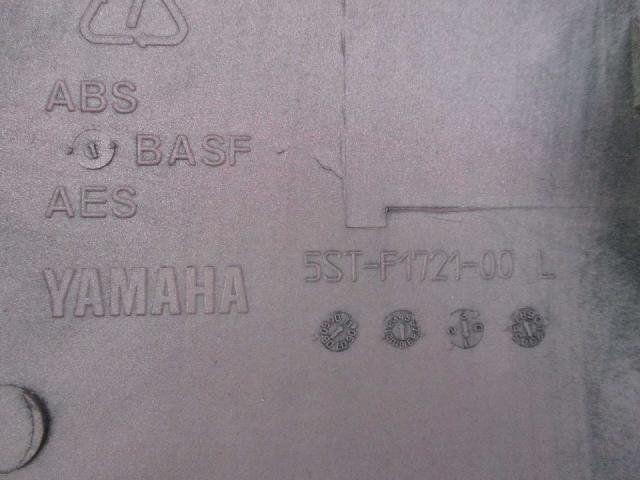 ABS
BASF
AES
YAMAHA
5ST-F1721-00 L